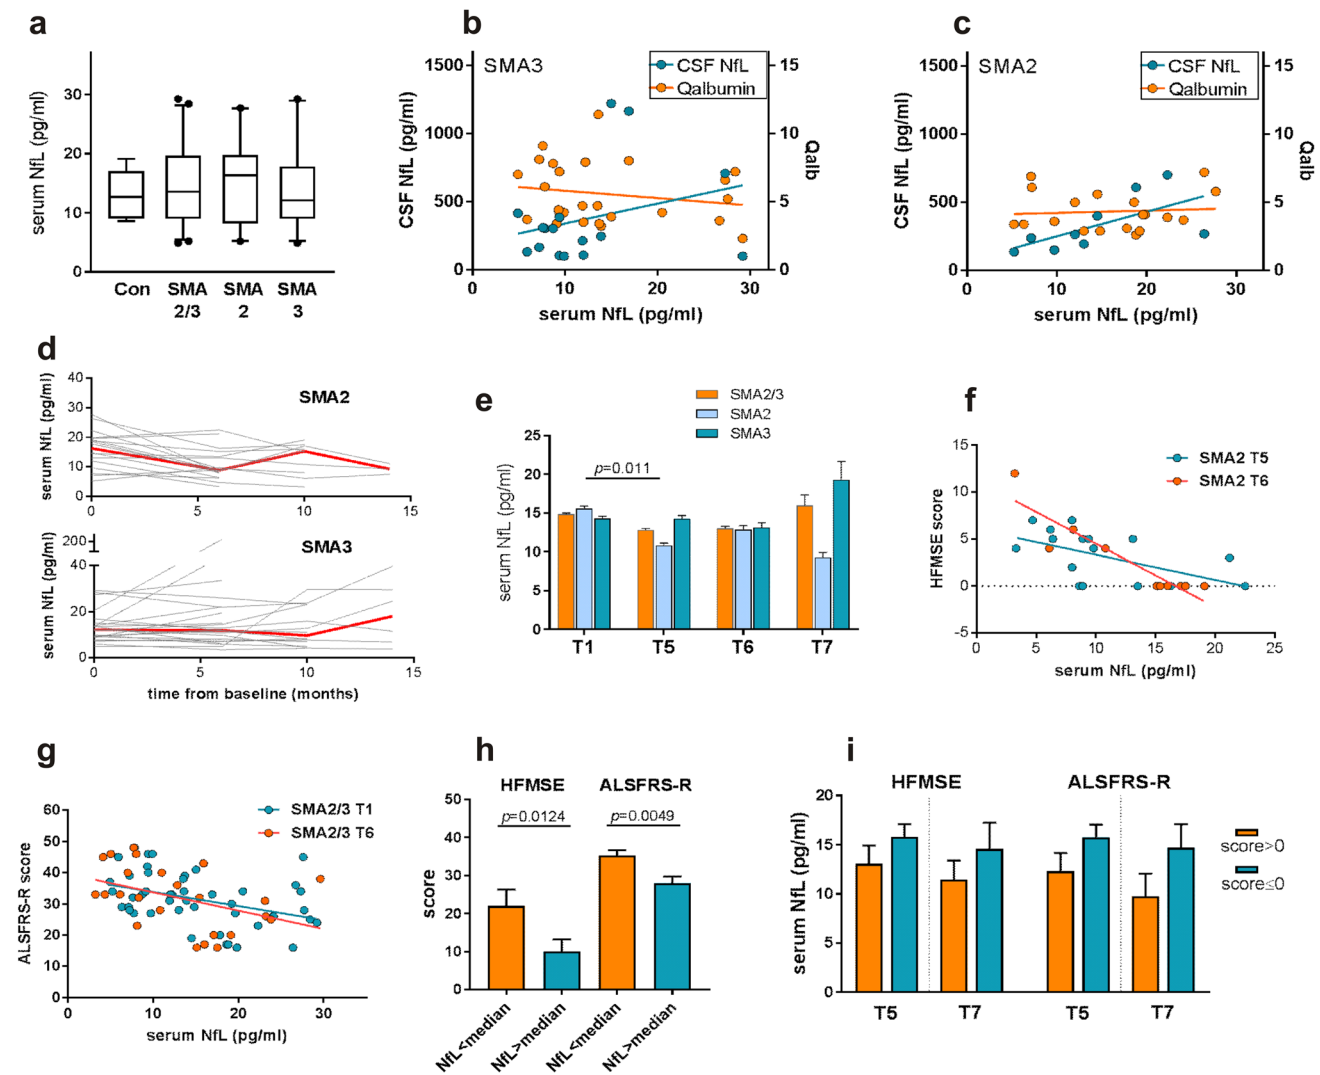 a
serum NfL (pg/ml)
30
20
10
0
Con
SMA
2/3
SMA
2
SMA
3
b
SMA3
CSF NfL
Qalbumin
CSF NfL (pg/ml)
1500
1000
500
0
15
10
5
0
Qalb
0 10 20 30
serum NfL (pg/ml)
c
SMA2
CSF NfL
Qalbumin
CSF NfL (pg/ml)
1500
1000
500
0
15
10
5
0
Qalb
0 10 20 30
serum NfL (pg/ml)
d
SMA2
serum NfL (pg/ml)
40
30
20
10
0
0 5 10 15
SMA3
serum NfL (pg/ml)
200
1
40
20
0
0 5 10 15
time from baseline (months)
e
SMA2/3
SMA2
SMA3
serum NfL (pg/ml)
25
20
15
10
5
0
p=0.011
T1 T5 T6 T7
f
SMA2 T5
SMA2 T6
HFMSE score
15
10
5
0
-5
0 5 10 15 20 25
serum NfL (pg/ml)
g
SMA2/3 T1
SMA2/3 T6
ALSFRS-R score
60
50
40
30
20
10
0
0 10 20 30
serum NfL (pg/ml)
h
HFMSE ALSFRS-R
p=0.0124 p=0.0049
score
50
40
30
20
10
0
NfL<median
NfL>median
NfL<median
NfL>median
i
HFMSE ALSFRS-R
serum NfL (pg/ml)
20
15
10
5
0
T5 T7 T5 T7
score>0
score≤0